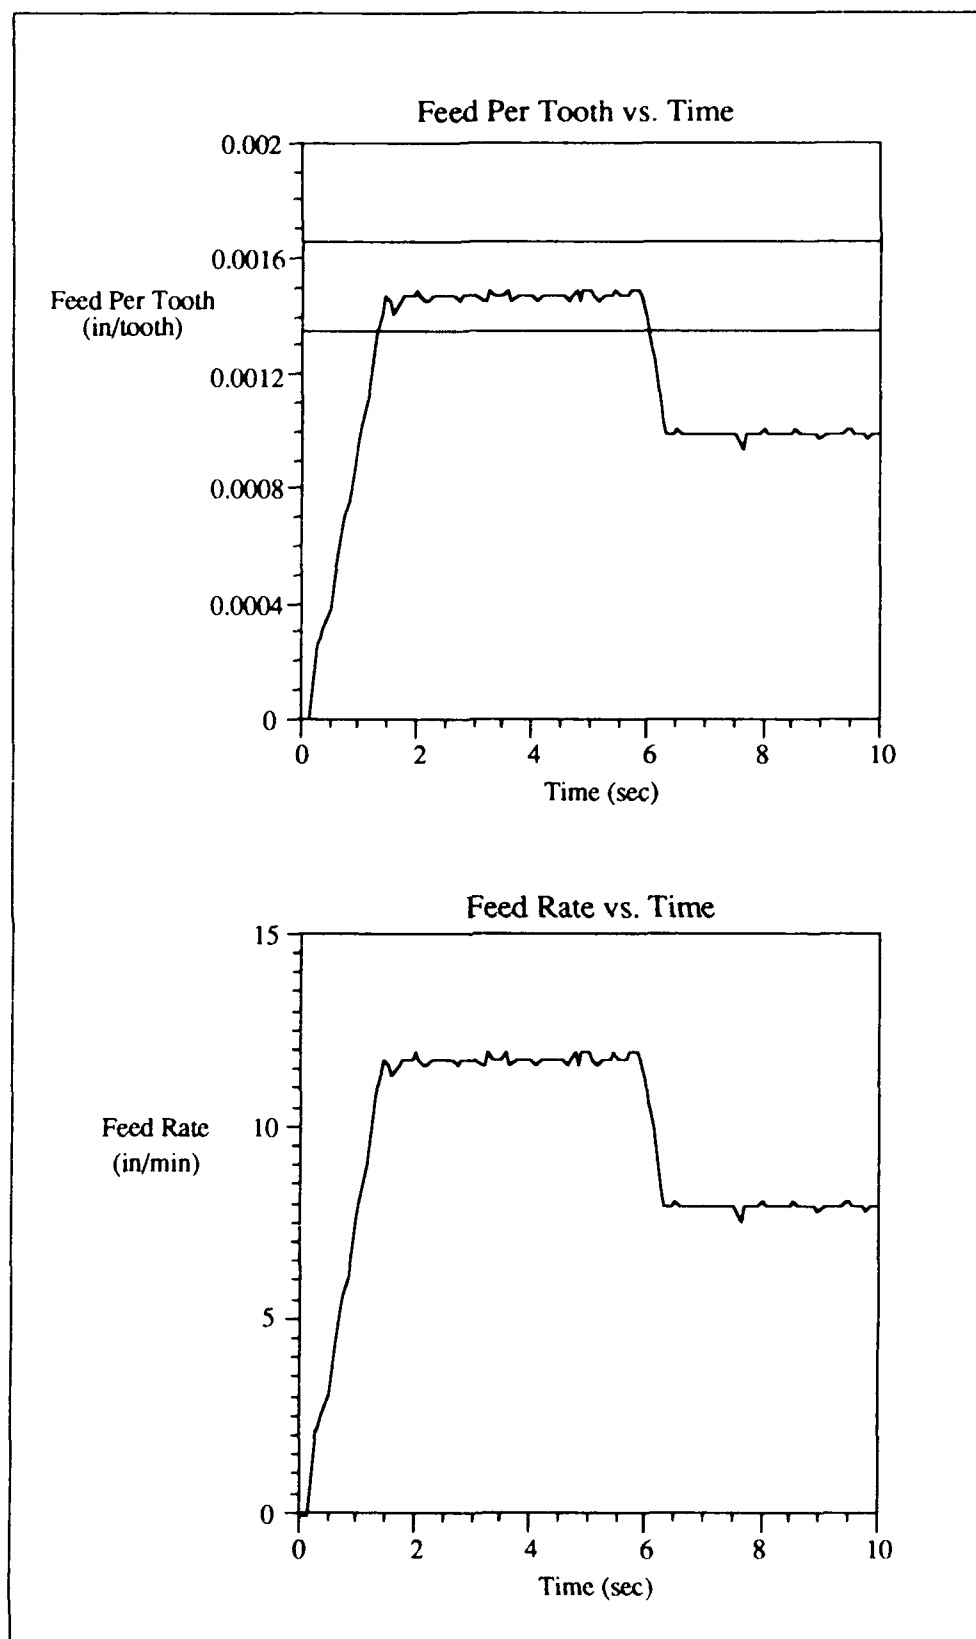 Feed Per Tooth vs. Time
0.002
0.0016
Feed Per Tooth
(in/tooth)
0.0012
0.0008
0.0004
0
0 2 4 6 8 10
Time (sec)
Feed Rate vs. Time
15
Feed Rate
(in/min)
10
5
0
0 2 4 6 8 10
Time (sec)